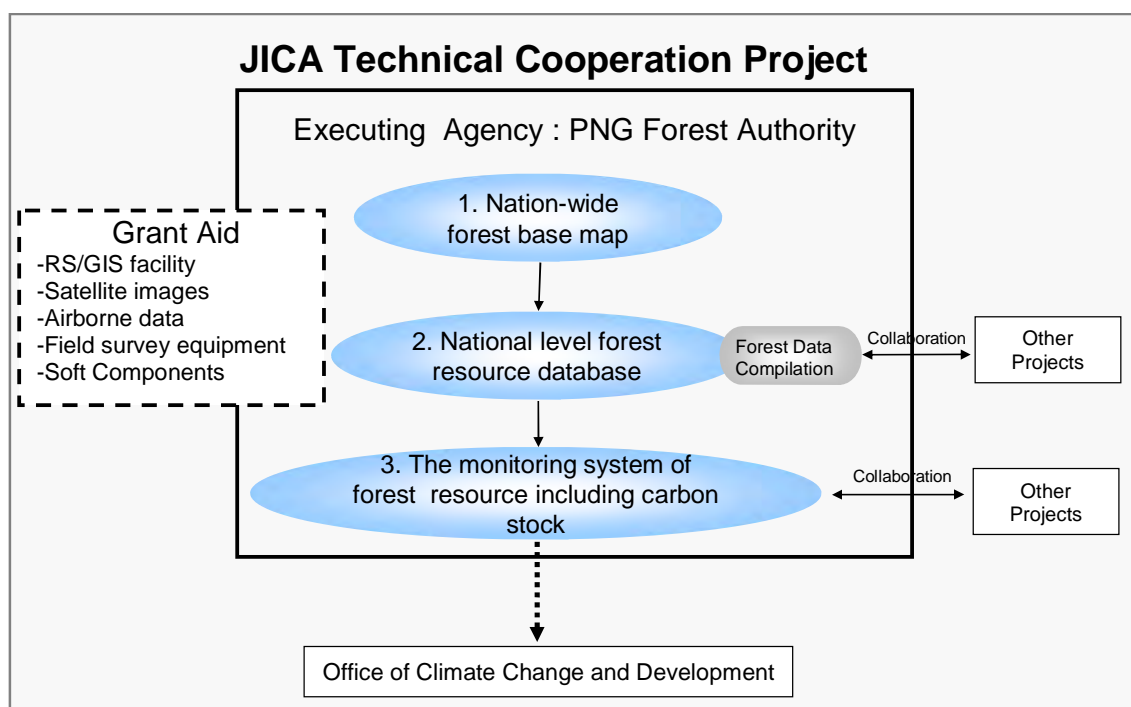 JICA Technical Cooperation Project
Executing Agency : PNG Forest Authority
1. Nation-wide
forest base map
Grant Aid
-RS/GIS facility
-Satellite images
-Airborne data
-Field survey equipment
-Soft Components
2. National level forest
resource database
Forest Data
Compilation
Collaboration
Other
Projects
3. The monitoring system of
forest resource including carbon
stock
Collaboration
Other
Projects
Office of Climate Change and Development